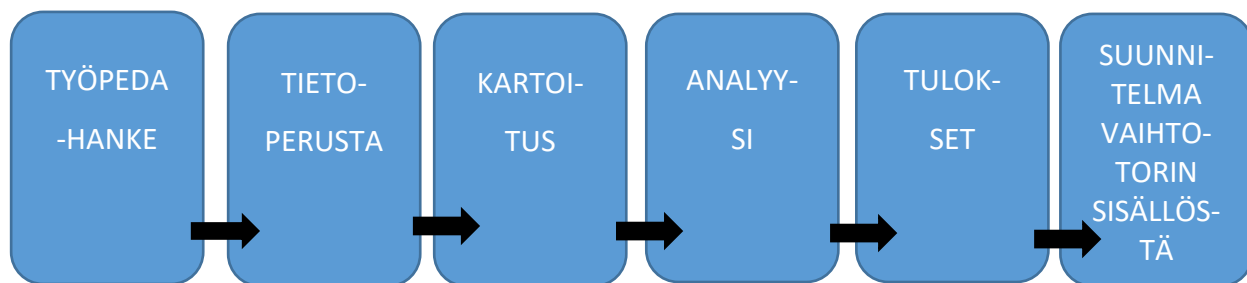 TYÖPEDA
-HANKE
TIETO-
PERUSTA
KARTOI-
TUS
ANALYY-
SI
TULOK-
SET
SUUNNI-
TELMA
VAIHTO-
TORIN
SISÄLLÖS-
TÄ